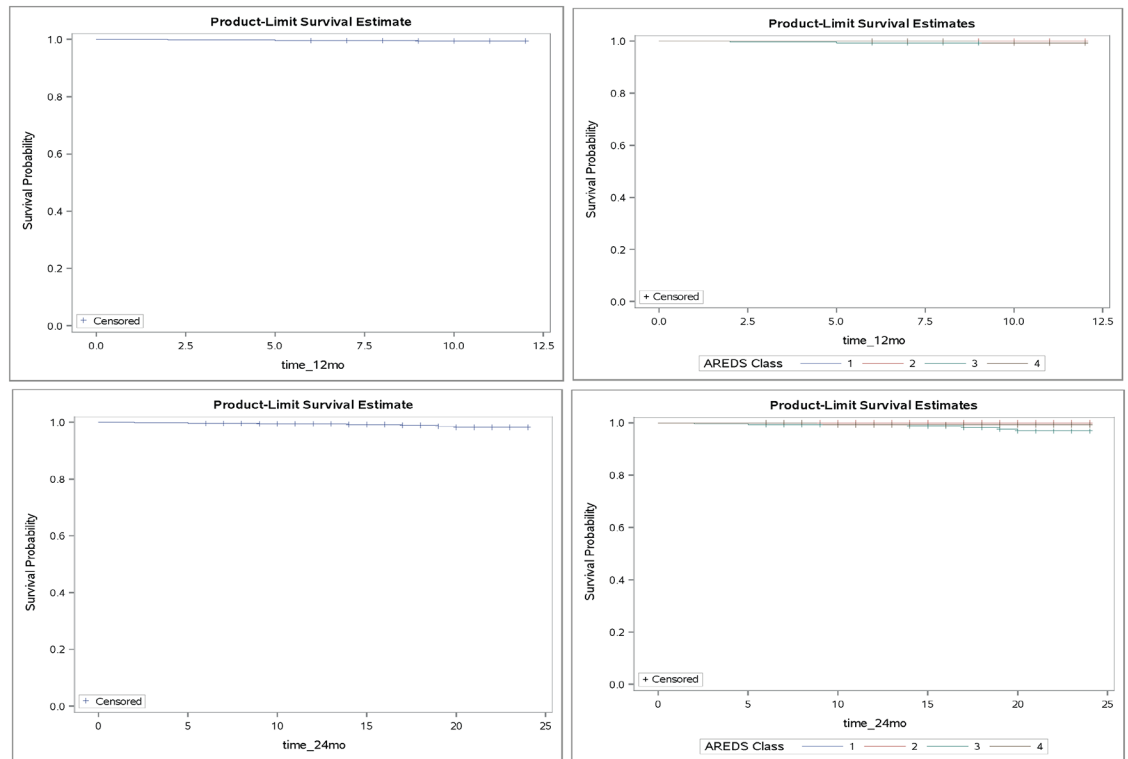 Product-Limit Survival Estimate
Survival Probability
1.0
0.8
0.6
0.4
0.2
0.0
+ Censored
0.0 2.5 5.0 7.5 10.0 12.5
time_12mo
Product-Limit Survival Estimates
Survival Probability
1.0
0.8
0.6
0.4
0.2
0.0
+ Censored
0.0 2.5 5.0 7.5 10.0 12.5
time_12mo
AREDS Class 1 2 3 4
Product-Limit Survival Estimate
Survival Probability
1.0
0.8
0.6
0.4
0.2
0.0
+ Censored
0 5 10 15 20 25
time_24mo
Product-Limit Survival Estimates
Survival Probability
1.0
0.8
0.6
0.4
0.2
0.0
+ Censored
0 5 10 15 20 25
time_24mo
AREDS Class 1 2 3 4